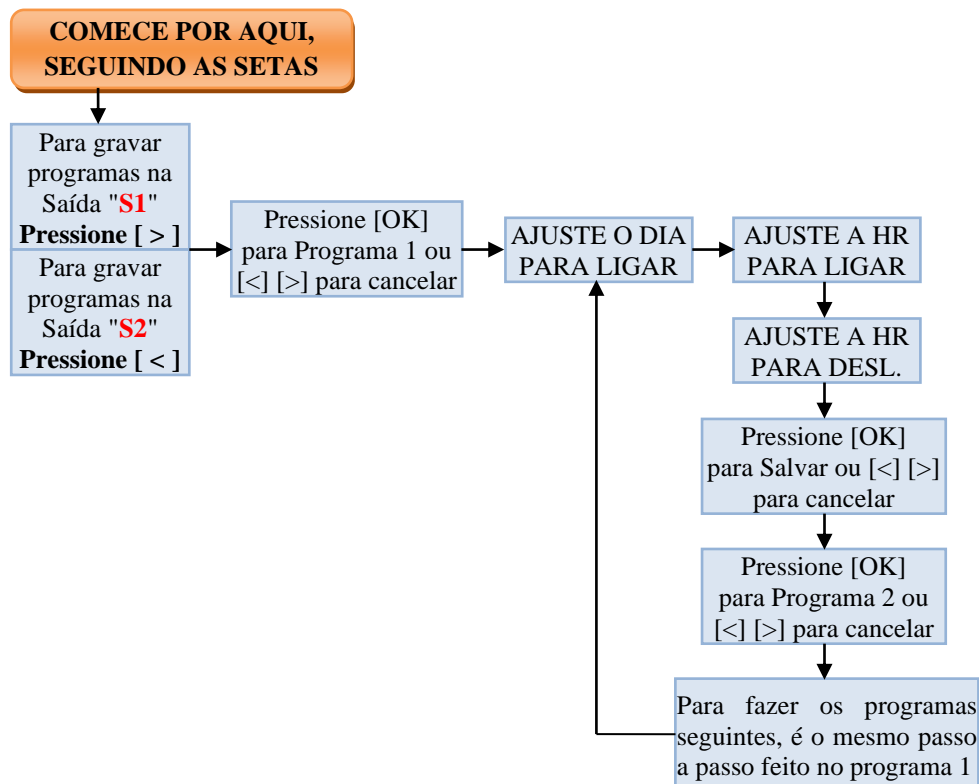 COMECE POR AQUI,
SEGUINDO AS SETAS
Para gravar
programas na
Saída "S1"
Pressione [ > ]
Para gravar
programas na
Saída "S2"
Pressione [ < ]
Pressione [OK]
para Programa 1 ou
[<] [>] para cancelar
AJUSTE O DIA
PARA LIGAR
AJUSTE A HR
PARA LIGAR
AJUSTE A HR
PARA DESL.
Pressione [OK]
para Salvar ou [<] [>]
para cancelar
Pressione [OK]
para Programa 2 ou
[<] [>] para cancelar
Para fazer os programas
seguintes, é o mesmo passo
a passo feito no programa 1